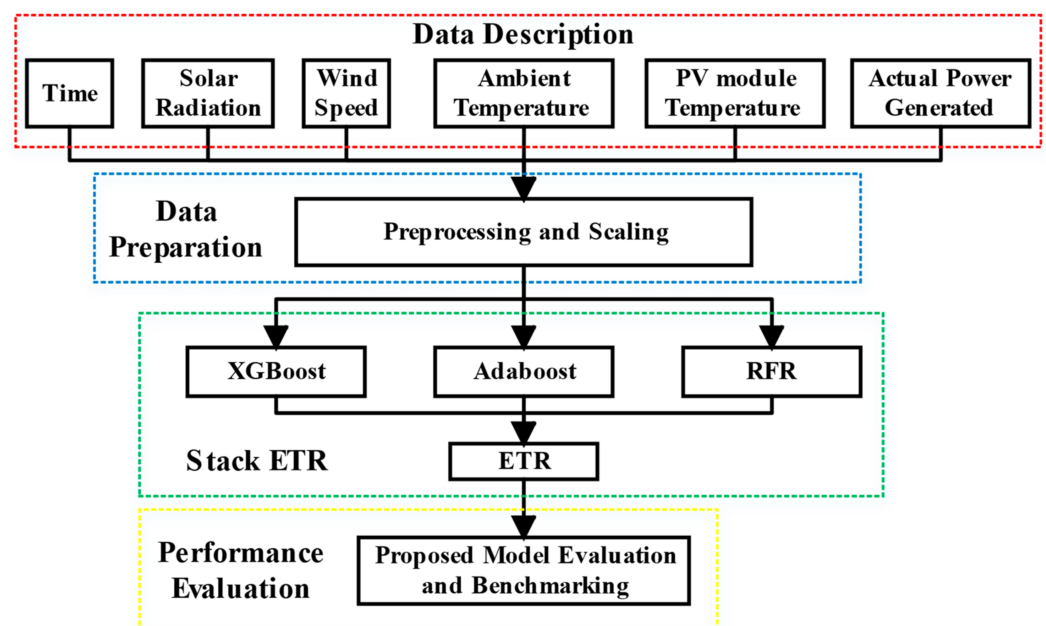 Data Description
Time
Solar
Radiation
Wind
Speed
Ambient
Temperature
PV module
Temperature
Actual Power
Generated
Data
Preparation
Preprocessing and Scaling
XGBoost
Adaboost
RFR
Stack ETR
ETR
Performance
Evaluation
Proposed Model Evaluation
and Benchmarking